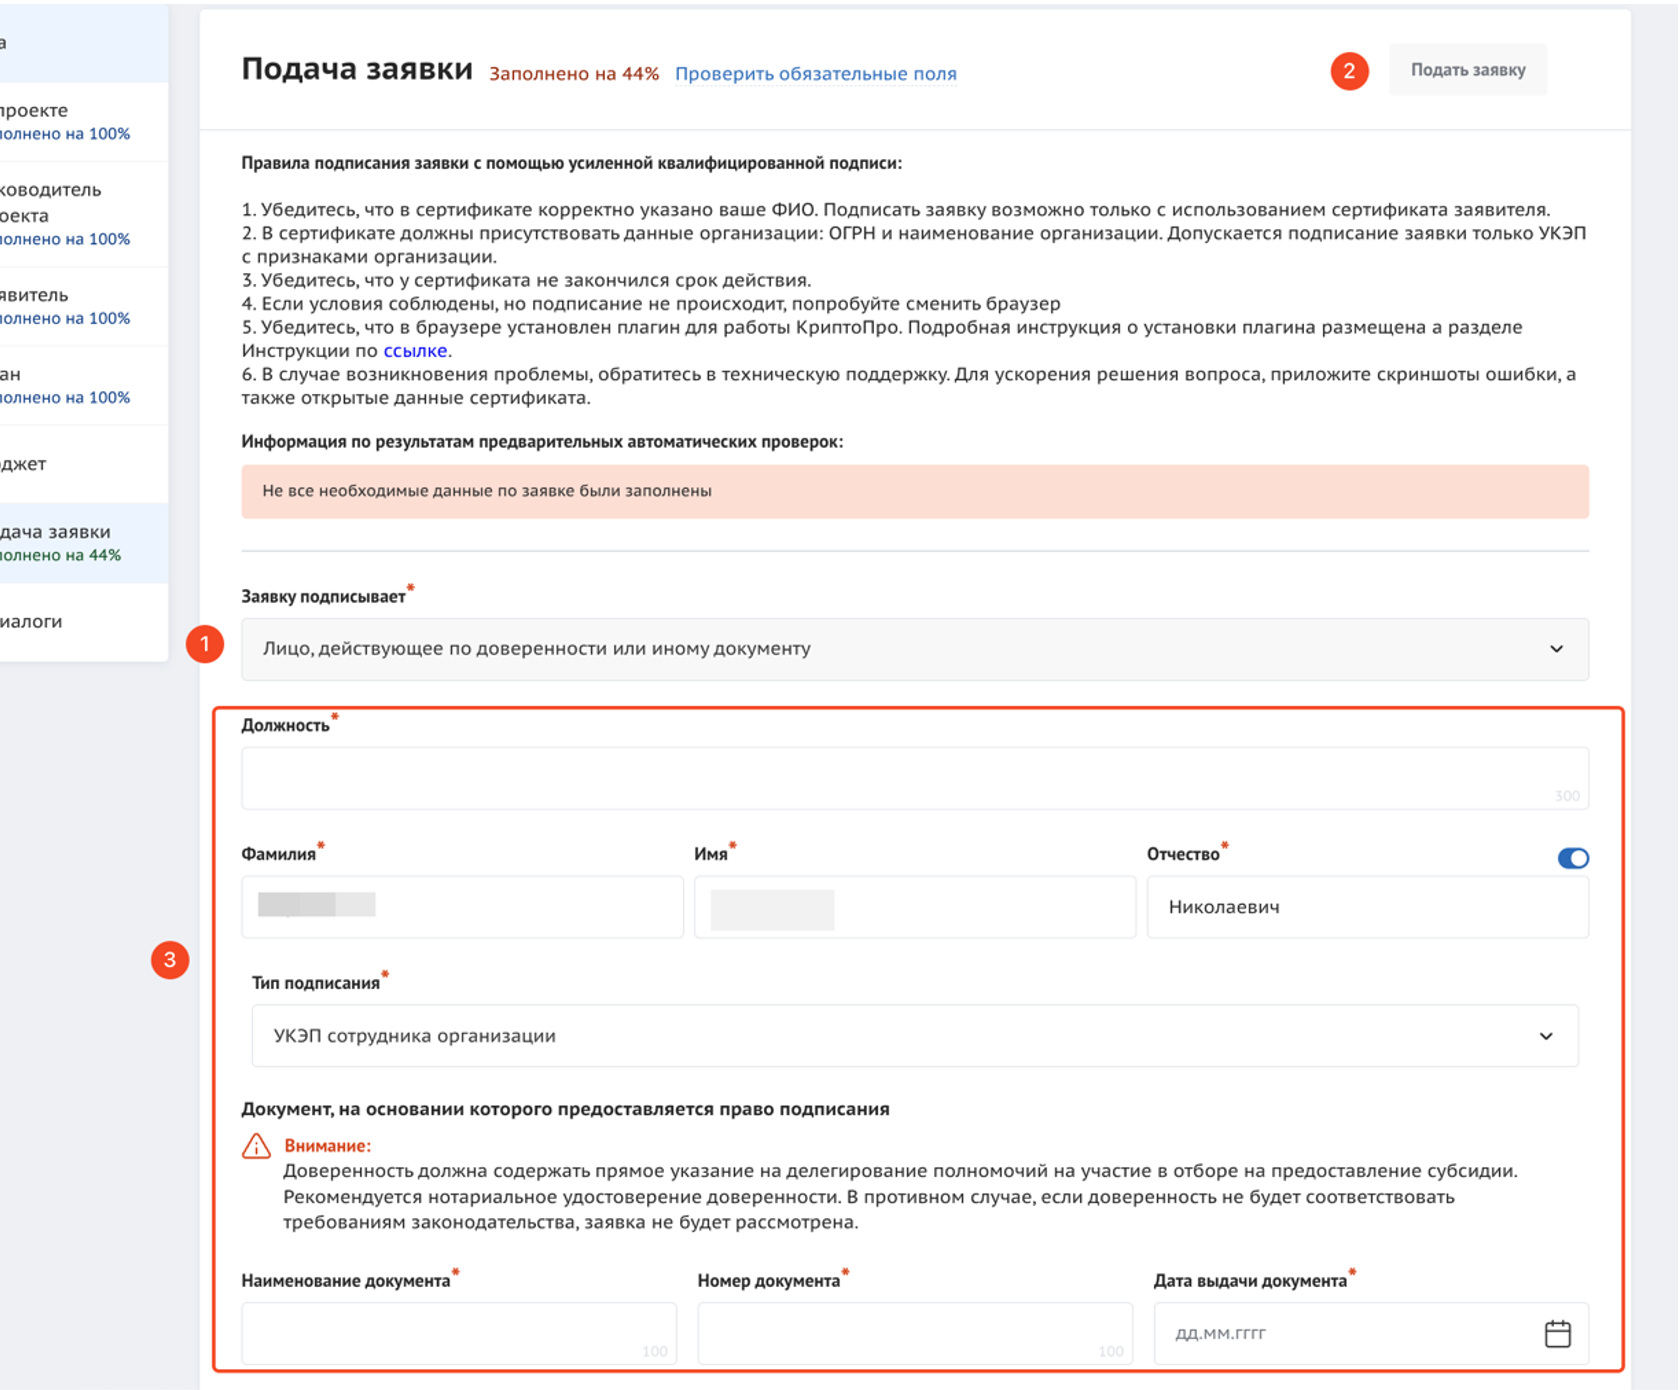 а
проекте
полнено на 100%
ководитель
оекта
полнено на 100%
явитель
полнено на 100%
ан
полнено на 100%
джет
дача заявки
полнено на 44%
иалоги
Подача заявки Заполнено на 44% Проверить обязательные поля
2 Подать заявку
Правила подписания заявки с помощью усиленной квалифицированной подписи:
1. Убедитесь, что в сертификате корректно указано ваше ФИО. Подписать заявку возможно только с использованием сертификата заявителя.
2. В сертификате должны присутствовать данные организации: ОГРН и наименование организации. Допускается подписание заявки только УКЭП
с признаками организации.
3. Убедитесь, что у сертификата не закончился срок действия.
4. Если условия соблюдены, но подписание не происходит, попробуйте сменить браузер
5. Убедитесь, что в браузере установлен плагин для работы КриптоПро. Подробная инструкция о установки плагина размещена а разделе
Инструкции по ссылке.
6. В случае возникновения проблемы, обратитесь в техническую поддержку. Для ускорения решения вопроса, приложите скриншоты ошибки, а
также открытые данные сертификата.
Информация по результатам предварительных автоматических проверок:
Не все необходимые данные по заявке были заполнены
Заявку подписывает*
1 Лицо, действующее по доверенности или иному документу
Должность*
300
Фамилия* Имя* Отчество*
Николаевич
3
Тип подписания*
УКЭП сотрудника организации
Документ, на основании которого предоставляется право подписания
Внимание:
Доверенность должна содержать прямое указание на делегирование полномочий на участие в отборе на предоставление субсидии.
Рекомендуется нотариальное удостоверение доверенности. В противном случае, если доверенность не будет соответствовать
требованиям законодательства, заявка не будет рассмотрена.
Наименование документа* Номер документа* Дата выдачи документа*
100 100 дд.мм.гггг